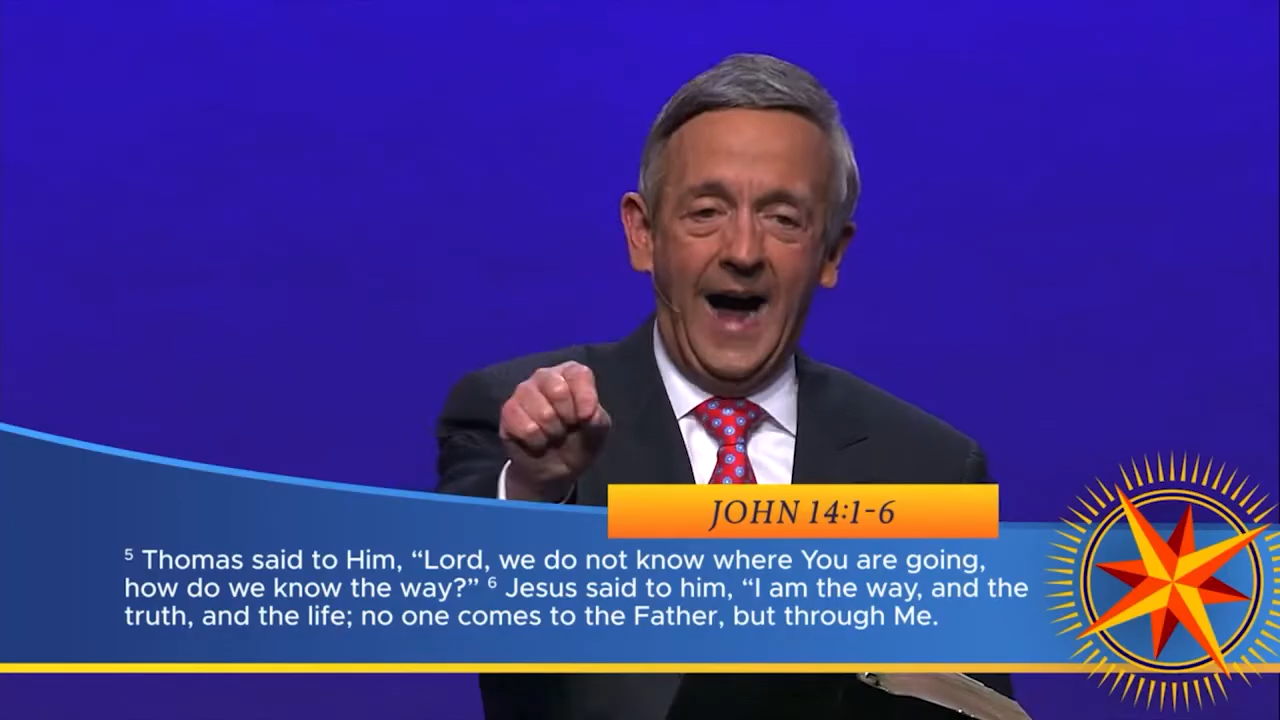 JOHN 14:1-6
⁵ Thomas said to Him, “Lord, we do not know where You are going,
how do we know the way?” ⁶ Jesus said to him, “I am the way, and the
truth, and the life; no one comes to the Father, but through Me.